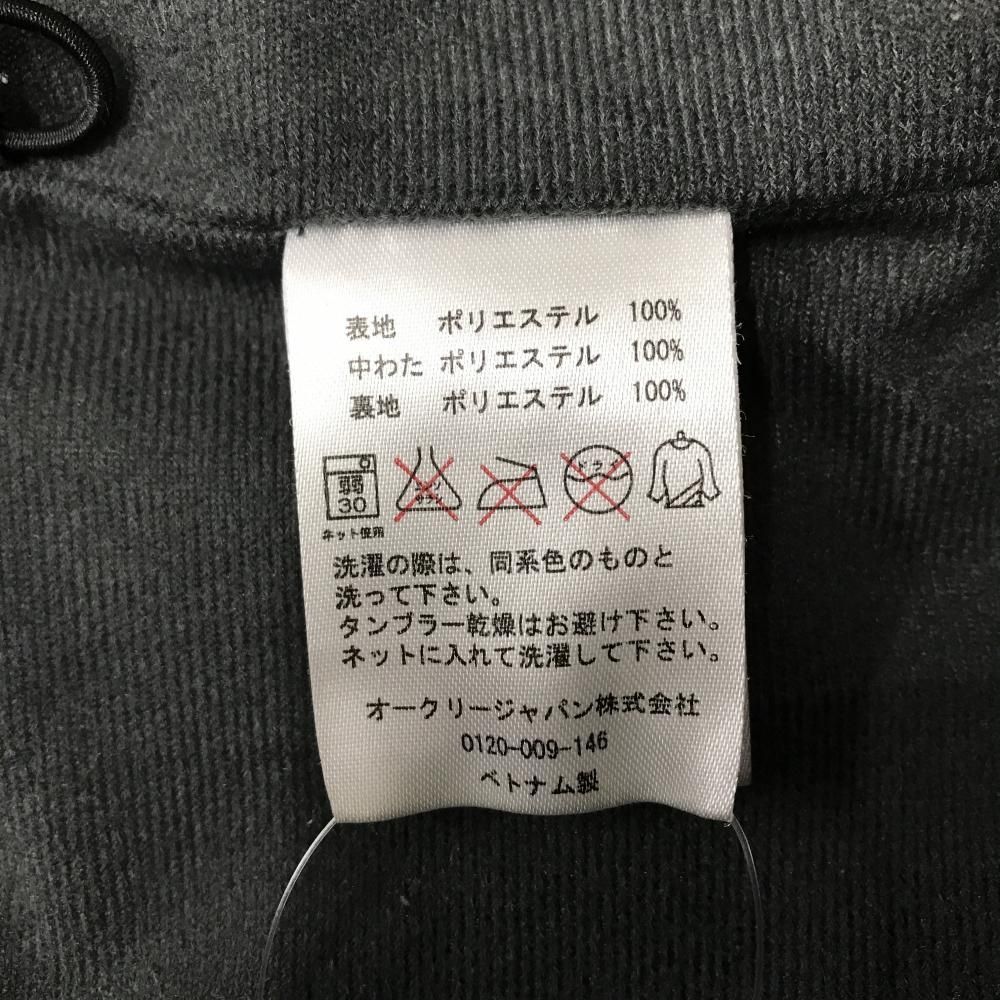 表地 ポリエステル 100%
中わた ポリエステル 100%
裏地 ポリエステル 100%
弱
30
ネット使用
洗濯の際は、同系色のものと
洗って下さい。
タンブラー乾燥はお避け下さい。
ネットに入れて洗濯して下さい。
オークリージャパン株式会社
0120-009-146
ベトナム製